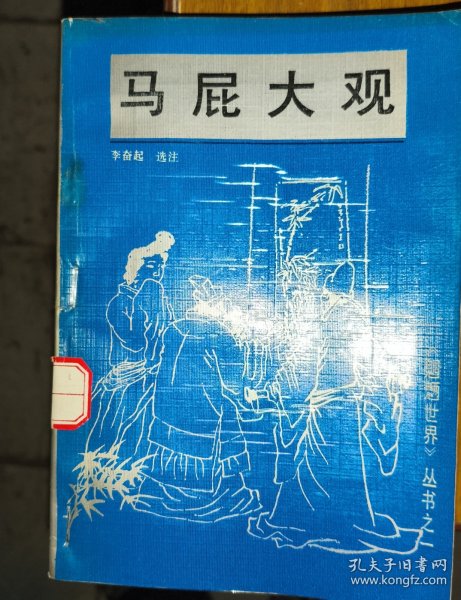 马屁大观
李奋起 选注
世界》丛书之一
孔夫子旧书网
kongfz.com